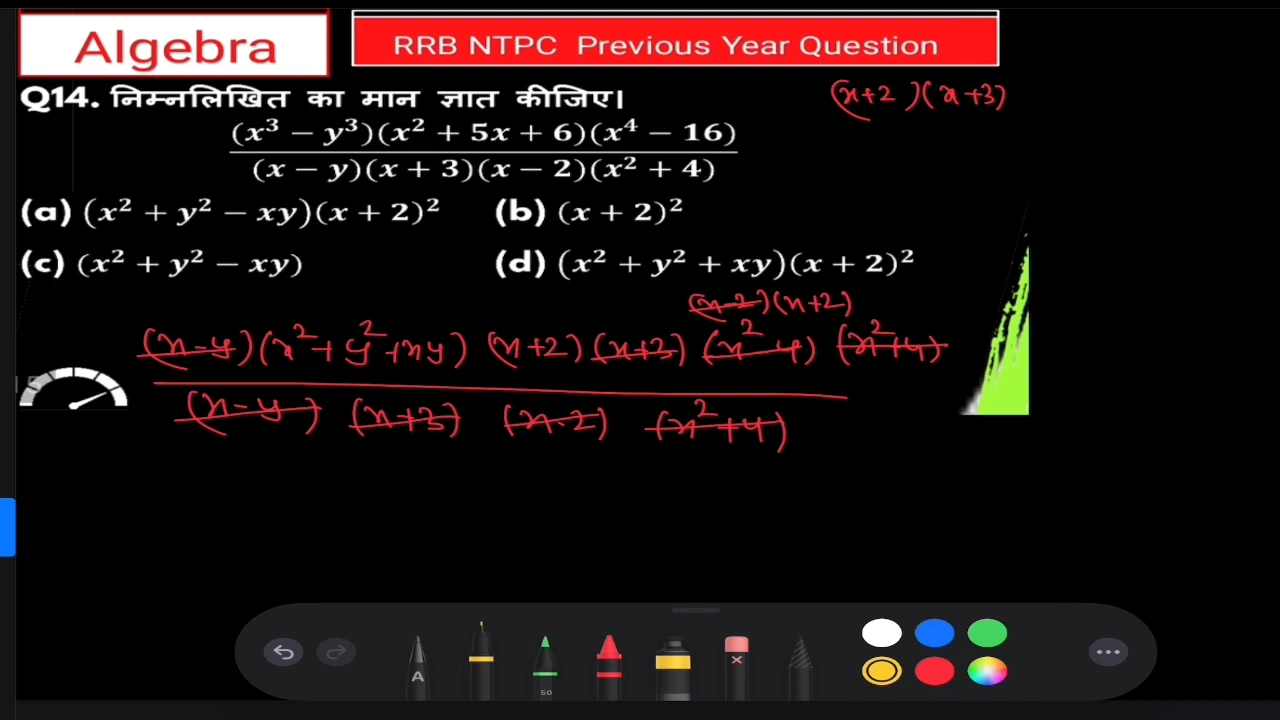 Algebra
RRB NTPC Previous Year Question
Q14. निम्नलिखित का मान ज्ञात कीजिए।
(x+2)(x+3)
(x³ − y³)(x² + 5x + 6)(x⁴ − 16)
(x − y)(x + 3)(x − 2)(x² + 4)
(a) (x² + y² − xy)(x + 2)² (b) (x + 2)²
(c) (x² + y² − xy) (d) (x² + y² + xy)(x + 2)²
(x-2)(x+2)
(x-y)(x²+y²+xy) (x+2)(x+3)(x²-4)(x²+4)
(x-y) (x+3) (x-2) (x²+4)
A
50